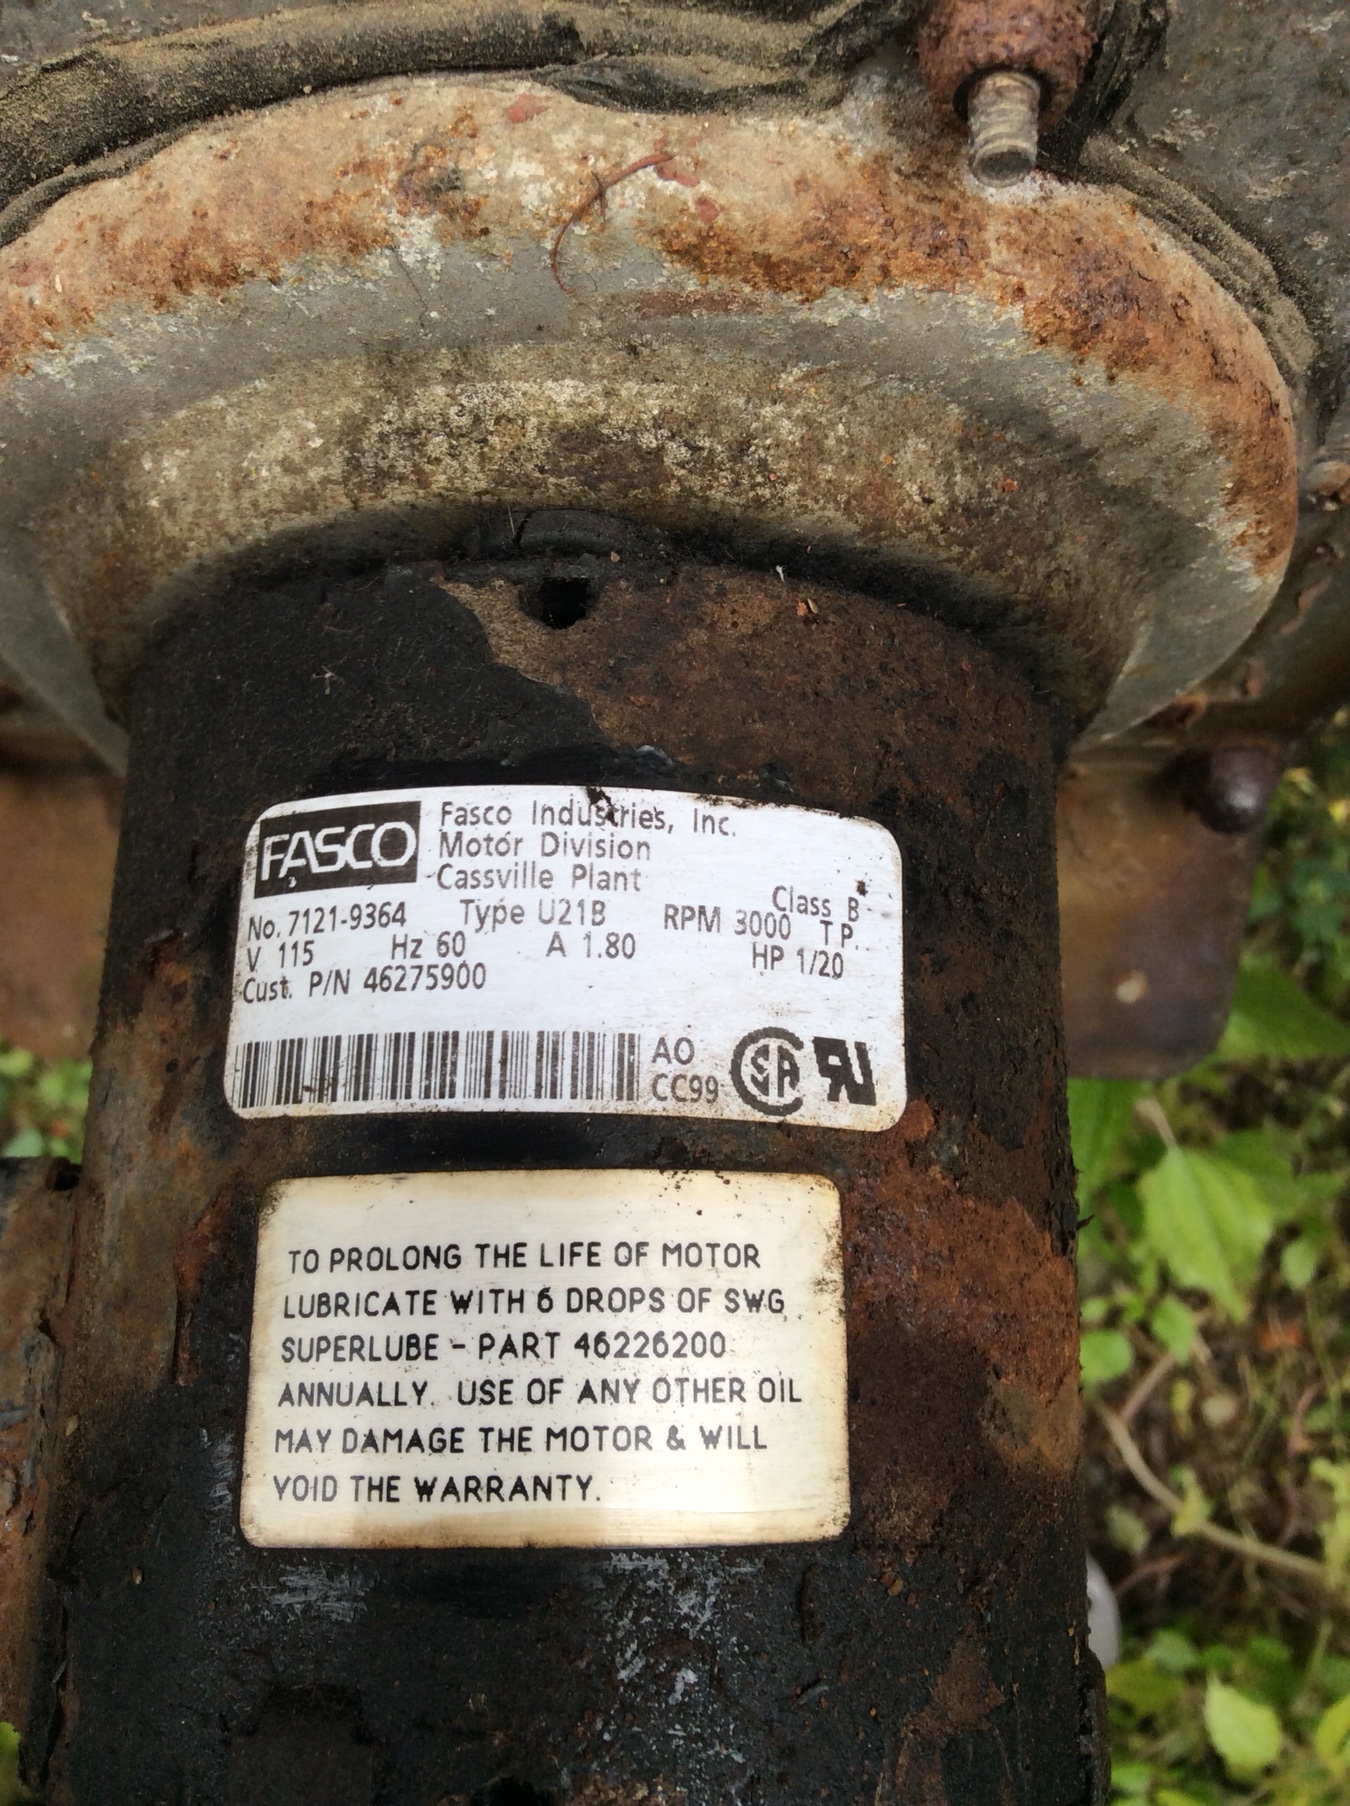 FASCO
Fasco Industries, Inc.
Motor Division
Cassville Plant
Class B
No. 7121-9364 Type U21B RPM 3000 T.P.
V 115 Hz 60 A 1.80 HP 1/20
Cust. P/N 46275900
AO
CC99
SA
RU
TO PROLONG THE LIFE OF MOTOR
LUBRICATE WITH 6 DROPS OF SWG
SUPERLUBE - PART 46226200
ANNUALLY. USE OF ANY OTHER OIL
MAY DAMAGE THE MOTOR & WILL
VOID THE WARRANTY.